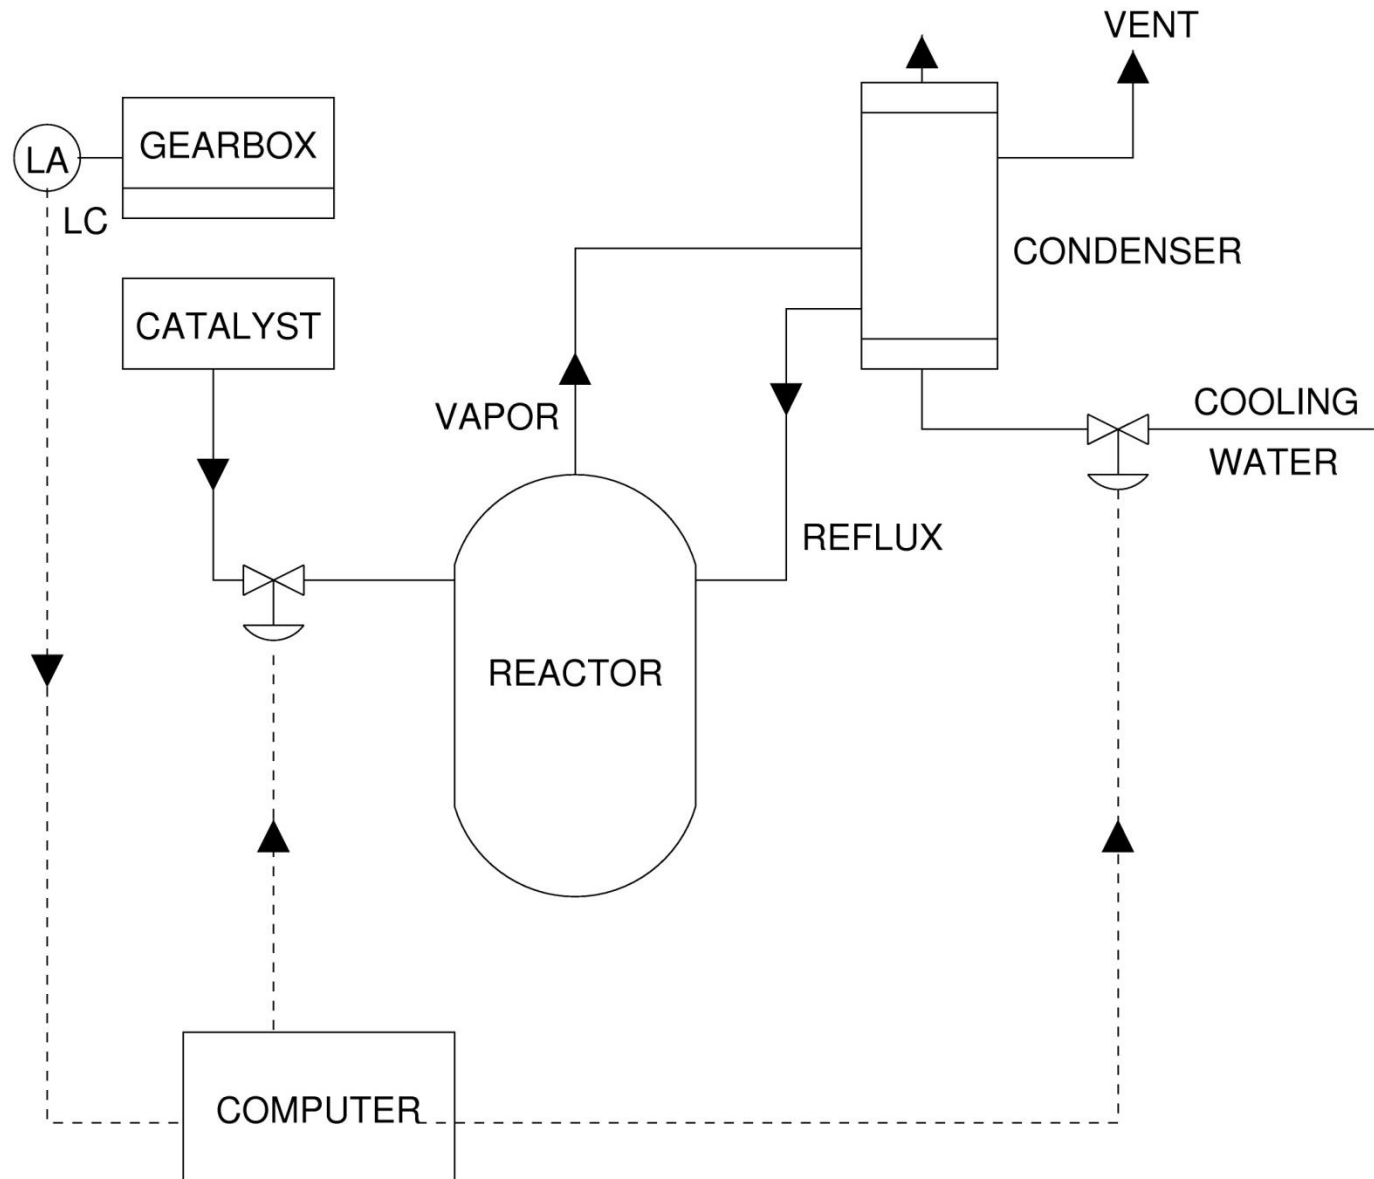 VENT
GEARBOX
LA
LC
CONDENSER
CATALYST
VAPOR
COOLING
WATER
REFLUX
REACTOR
COMPUTER